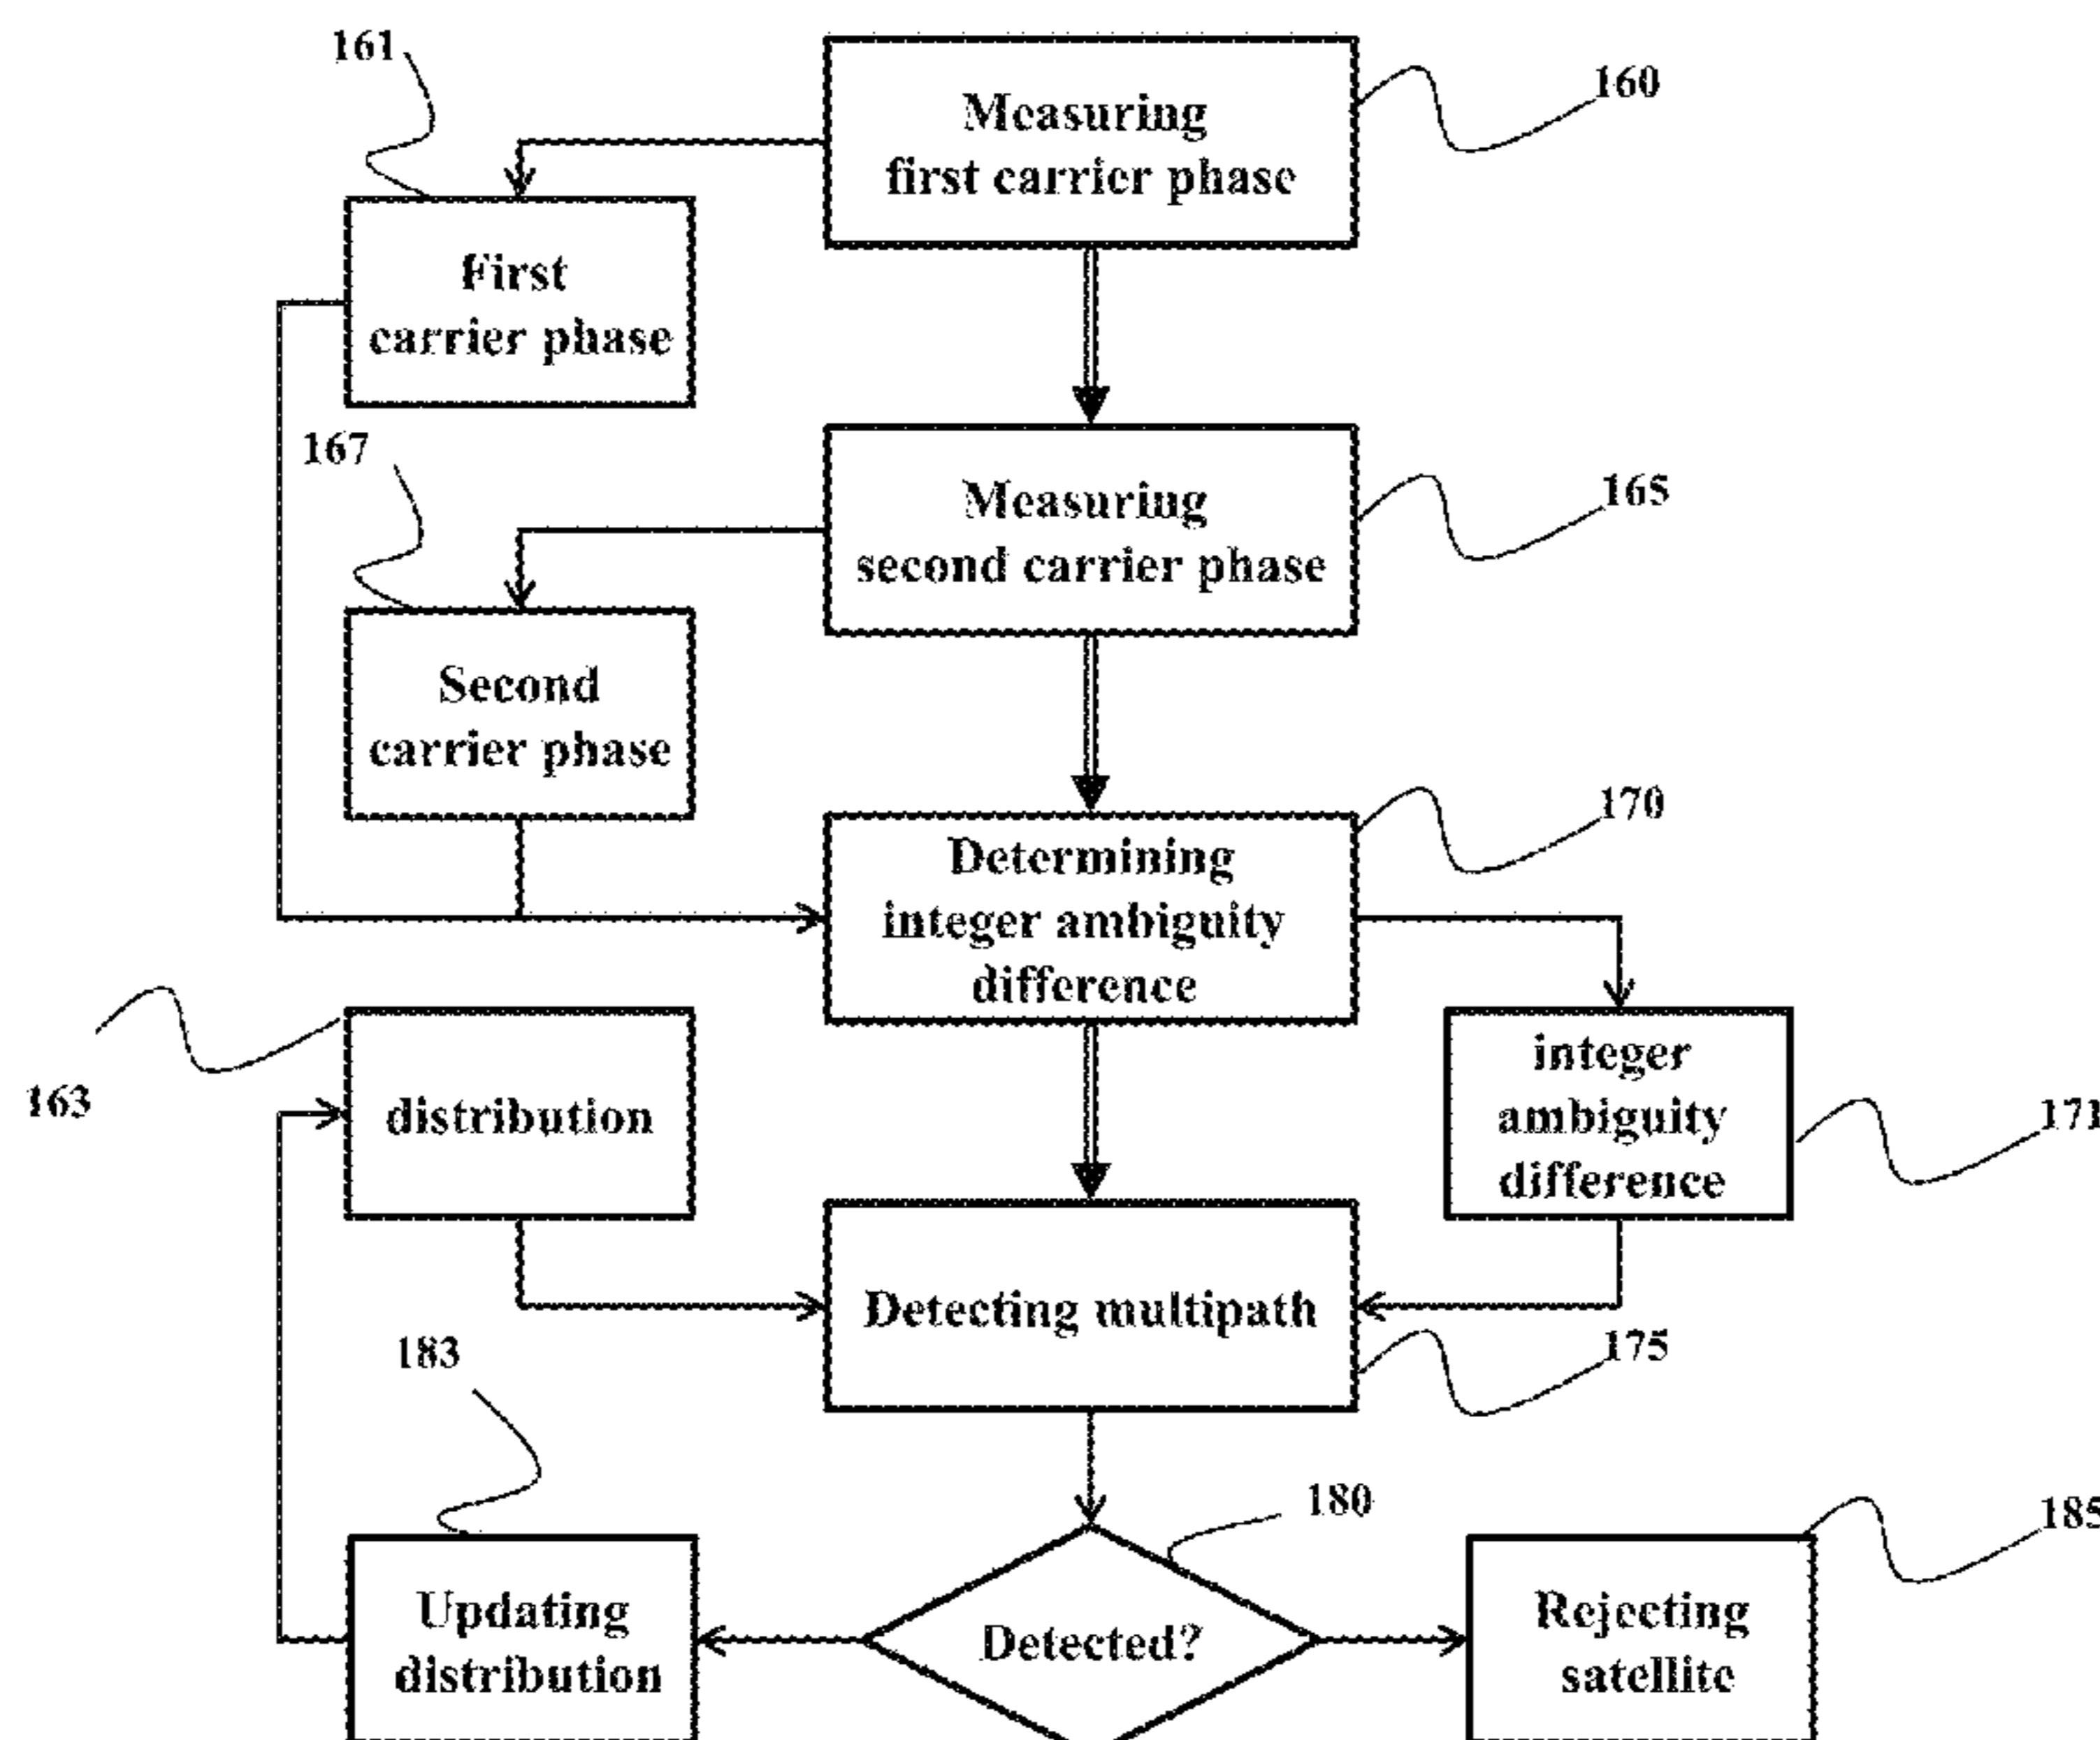 161
160
Measuring
first carrier phase
First
carrier phase
167
165
Measuring
second carrier phase
Second
carrier phase
170
Determining
integer ambiguity
difference
163
distribution
integer
ambiguity
difference
171
Detecting multipath
175
183
180
185
Updating
distribution
Detected?
Rejecting
satellite